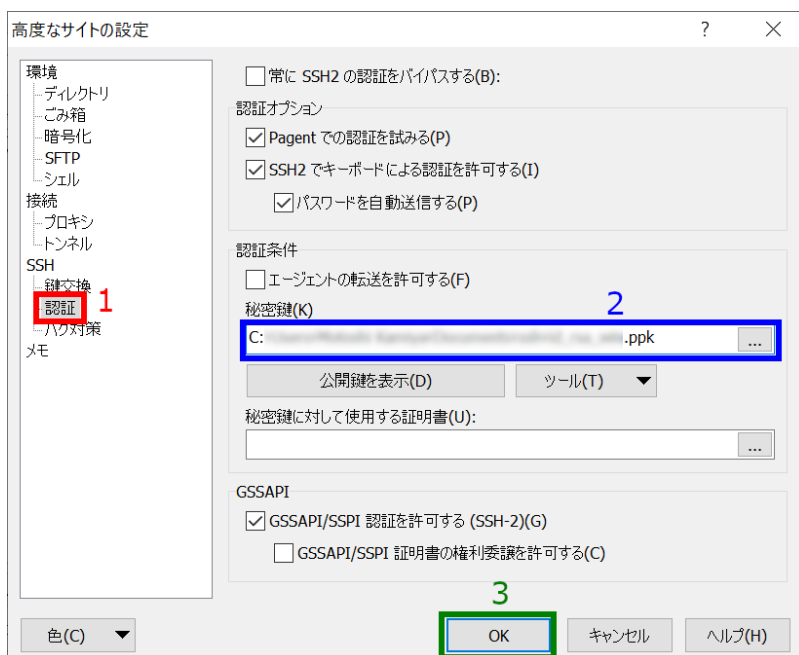 高度なサイトの設定
環境
ディレクトリ
ごみ箱
暗号化
SFTP
シェル
接続
プロキシ
トンネル
SSH
鍵交換
認証
1
バグ対策
メモ
常に SSH2 の認証をバイパスする(B):
認証オプション
Pagent での認証を試みる(P)
SSH2 でキーボードによる認証を許可する(I)
パスワードを自動送信する(P)
認証条件
エージェントの転送を許可する(F)
秘密鍵(K)
2
C: .ppk
...
公開鍵を表示(D)
ツール(T)
秘密鍵に対して使用する証明書(U):
...
GSSAPI
GSSAPI/SSPI 認証を許可する (SSH-2)(G)
GSSAPI/SSPI 証明書の権利委譲を許可する(C)
3
色(C)
OK
キャンセル
ヘルプ(H)